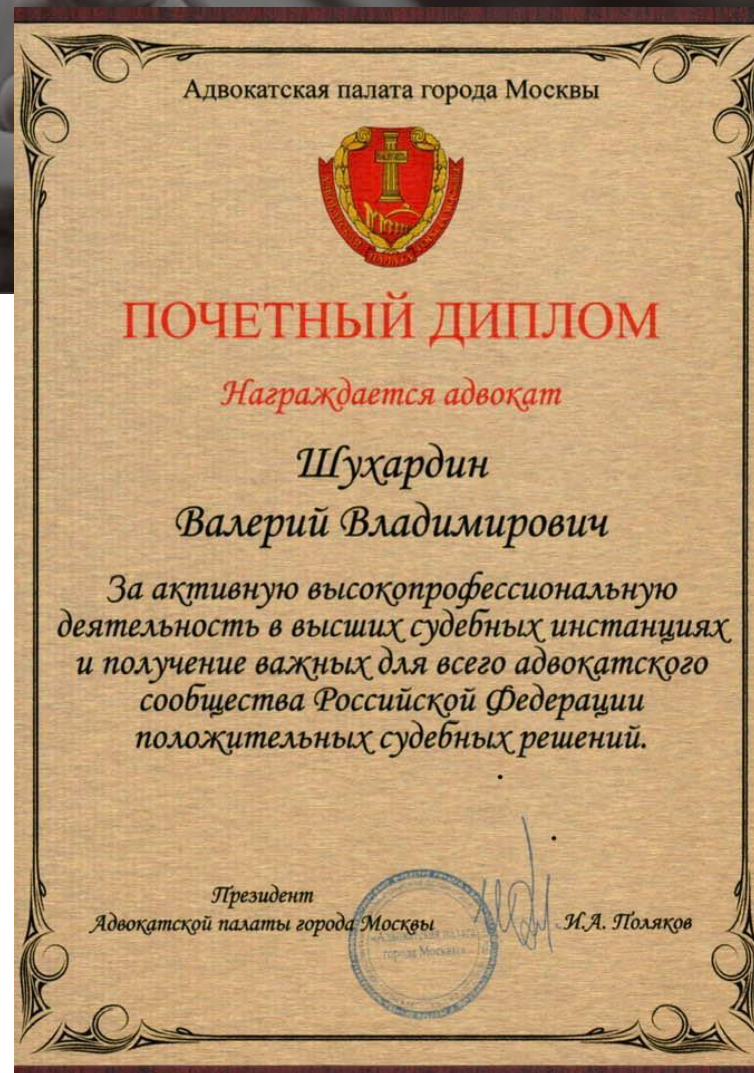 Адвокатская палата города Москвы
ПОЧЕТНЫЙ ДИПЛОМ
Награждается адвокат
Шухардин
Валерий Владимирович
За активную высокопрофессиональную
деятельность в высших судебных инстанциях
и получение важных для всего адвокатского
сообщества Российской Федерации
положительных судебных решений.
Президент
Адвокатской палаты города Москвы
И.А. Поляков